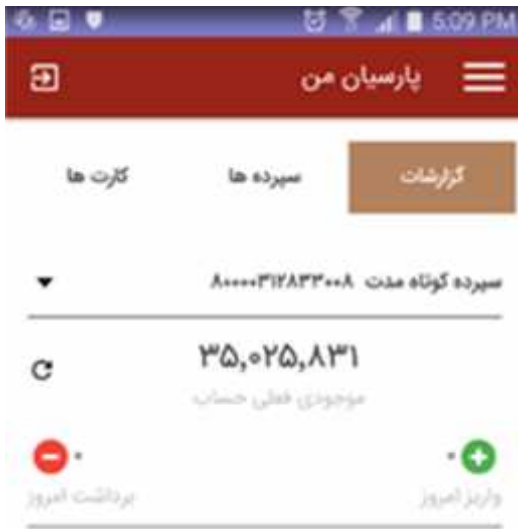 5:09 PM
پارسیان من
گزارشات سپرده ها کارت ها
سپرده کوتاه مدت ۸۰۰۰۰۳۱۲۸۳۳۰۰۸
۳۵,۰۲۵,۸۳۱
موجودی فعلی حساب
۰ ۰
واریز امروز برداشت امروز